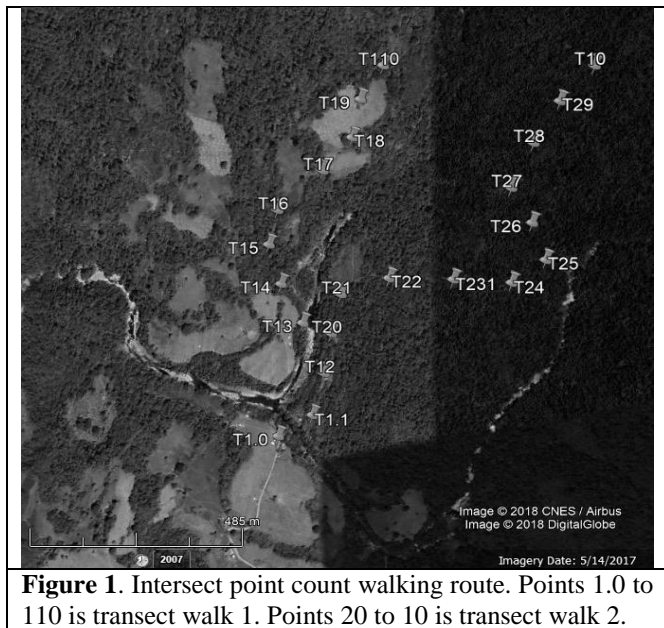 T110
T10
T19
T29
T18
T28
T17
T27
T16
T26
T15
T25
T14
T21
T22
T231
T24
T13
T20
T12
T1.1
T1.0
485 m
Image © 2018 CNES / Airbus
Image © 2018 DigitalGlobe
2007
Imagery Date: 5/14/2017
Figure 1. Intersect point count walking route. Points 1.0 to
110 is transect walk 1. Points 20 to 10 is transect walk 2.